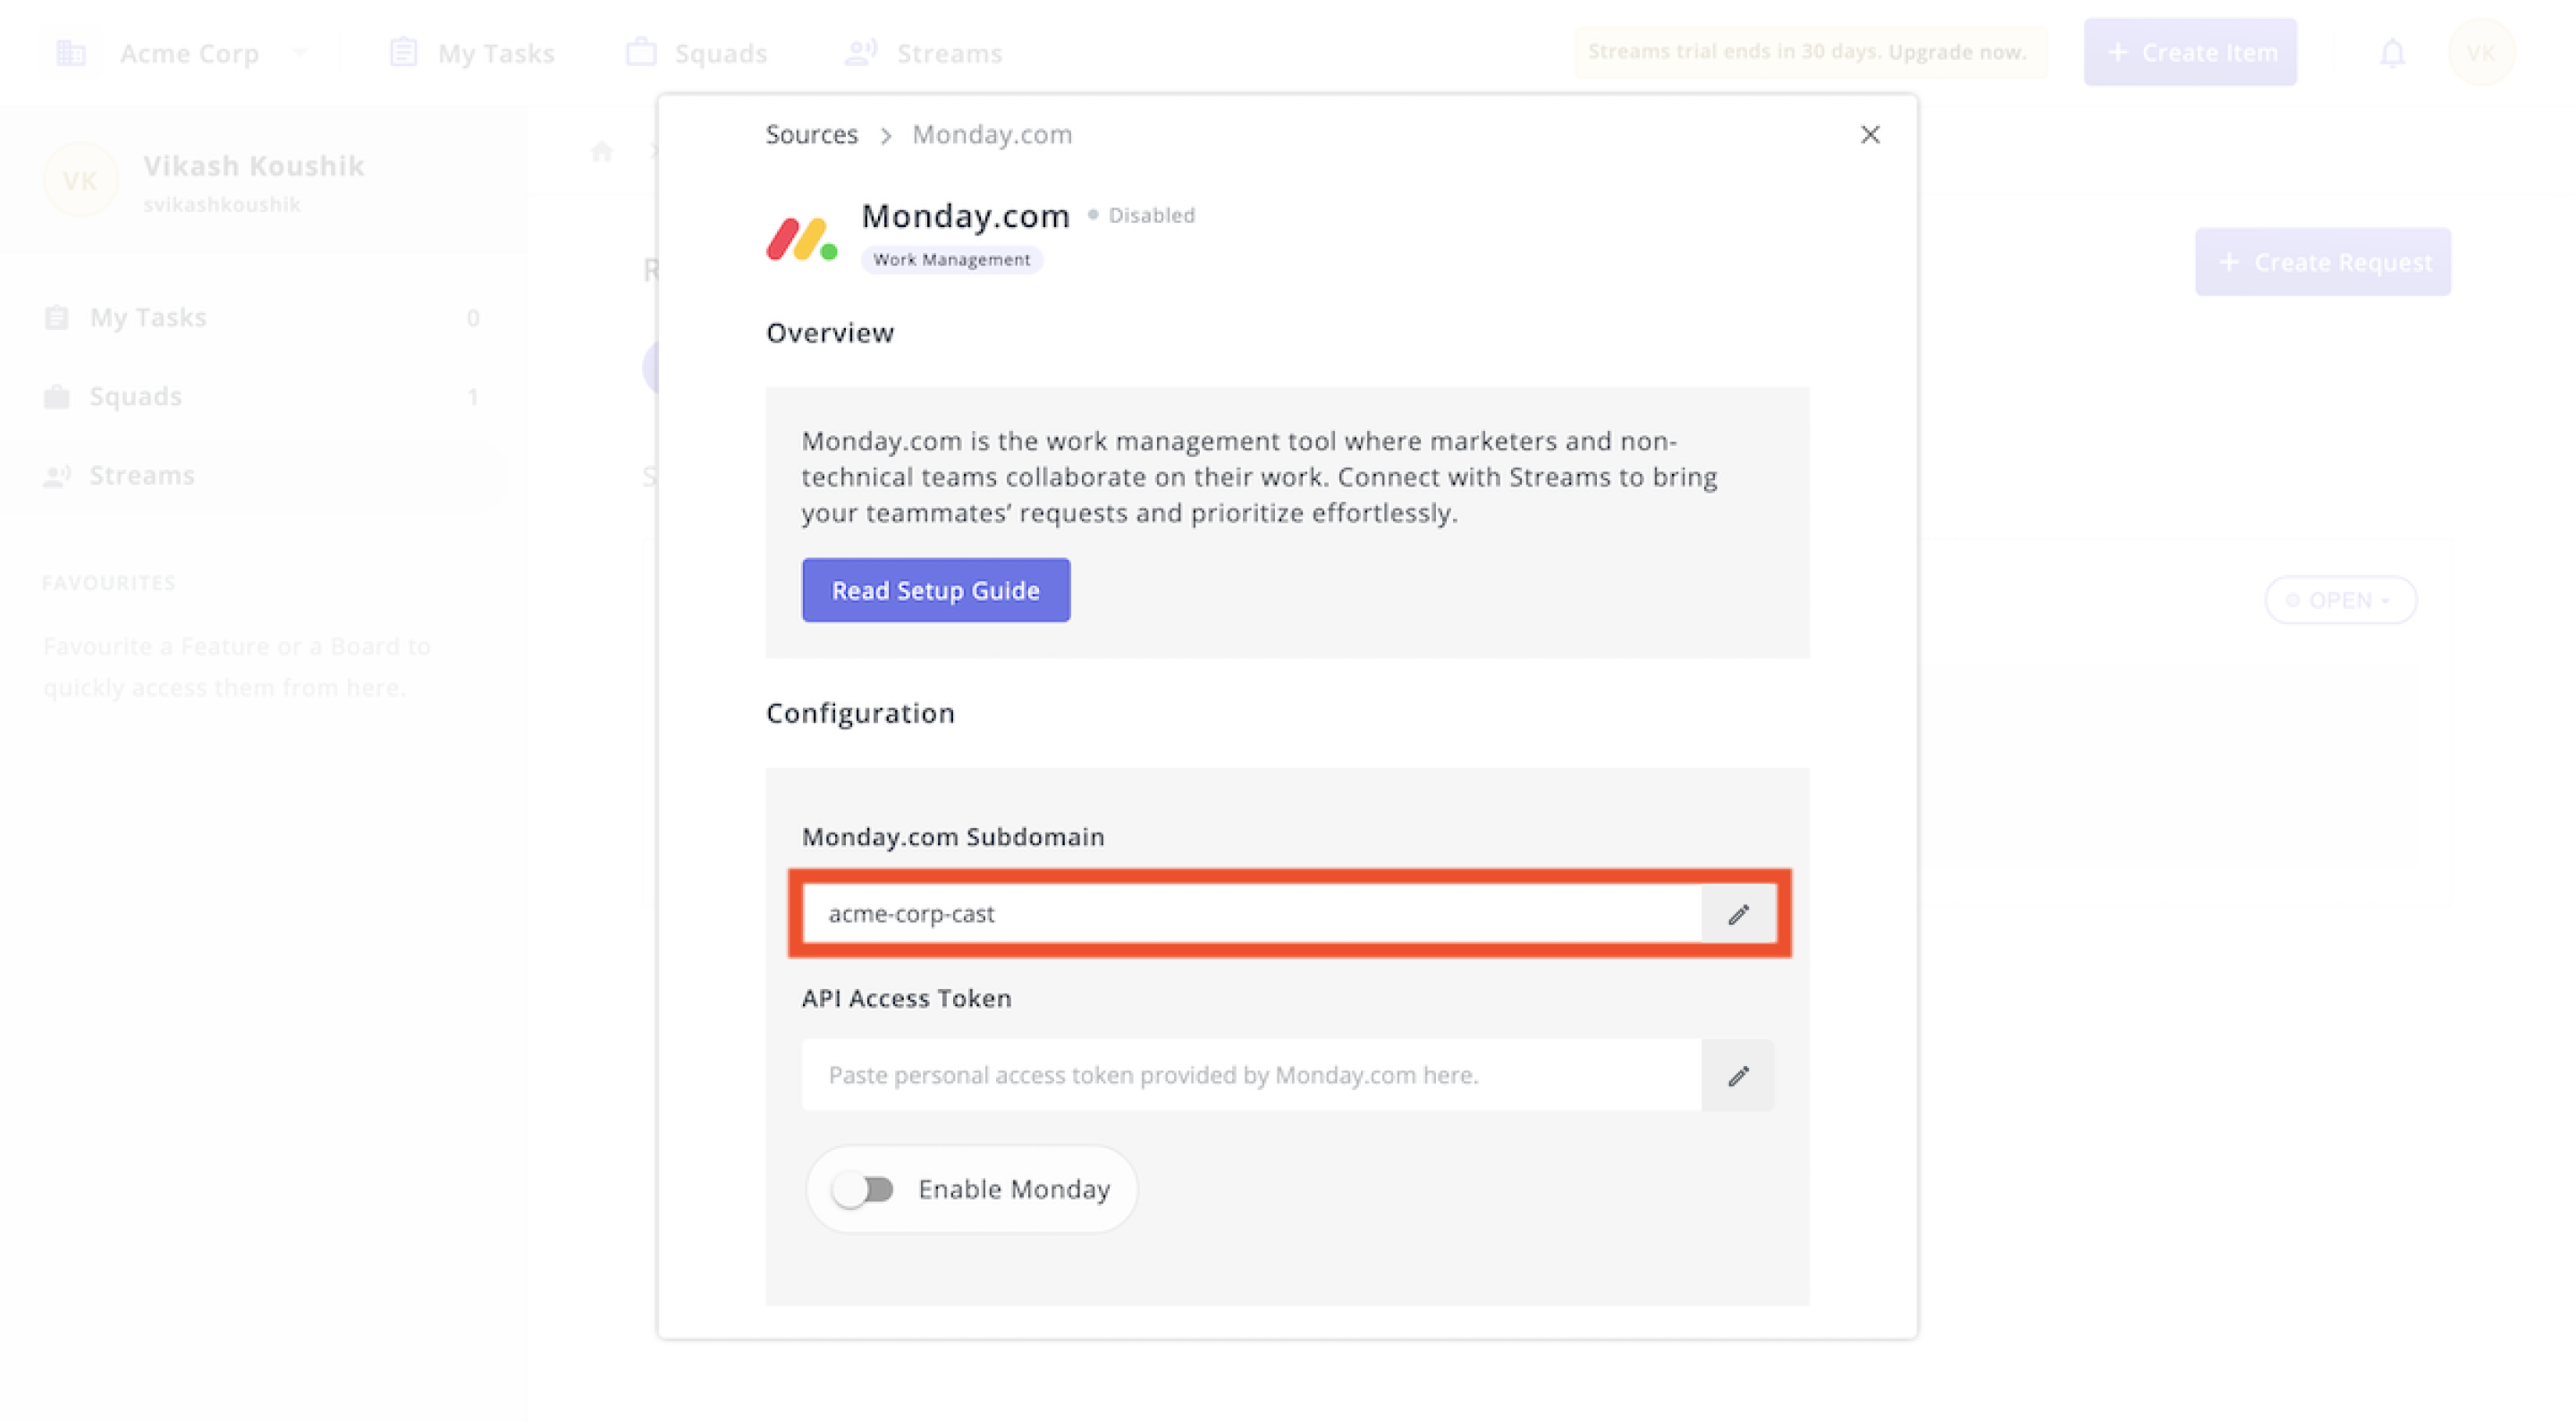 Acme Corp
My Tasks
Squads
Streams
Streams trial ends in 30 days. Upgrade now.
+ Create Item
VK
VK
Vikash Koushik
svikashkoushik
My Tasks 0
Squads 1
Streams
FAVOURITES
Favourite a Feature or a Board to
quickly access them from here.
Sources > Monday.com
Monday.com
Disabled
Work Management
Overview
Monday.com is the work management tool where marketers and non-
technical teams collaborate on their work. Connect with Streams to bring
your teammates’ requests and prioritize effortlessly.
Read Setup Guide
Configuration
Monday.com Subdomain
acme-corp-cast
API Access Token
Paste personal access token provided by Monday.com here.
Enable Monday
+ Create Request
OPEN